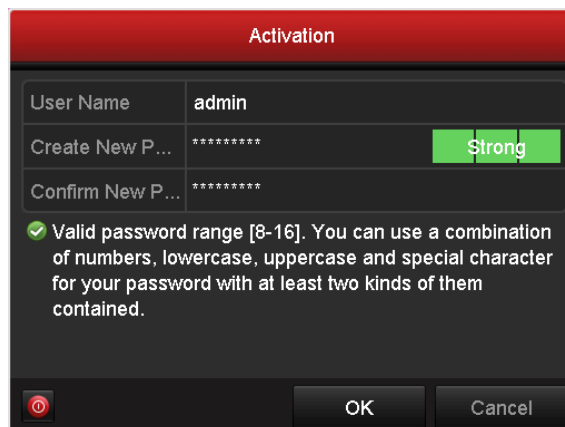 Activation
User Name admin
Create New P... ********* Strong
Confirm New P... *********
Valid password range [8-16]. You can use a combination
of numbers, lowercase, uppercase and special character
for your password with at least two kinds of them
contained.
OK Cancel